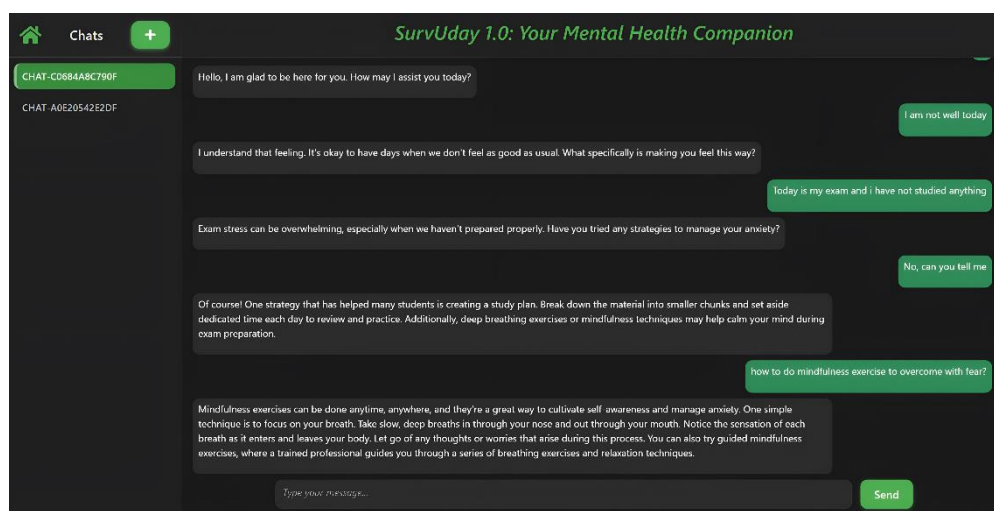 Chats
+
SurvUday 1.0: Your Mental Health Companion
CHAT-C0684A8C790F
CHAT-A0E20542E2DF
Hello, I am glad to be here for you. How may I assist you today?
I am not well today
I understand that feeling. It's okay to have days when we don't feel as good as usual. What specifically is making you feel this way?
Today is my exam and i have not studied anything
Exam stress can be overwhelming, especially when we haven't prepared properly. Have you tried any strategies to manage your anxiety?
No, can you tell me
Of course! One strategy that has helped many students is creating a study plan. Break down the material into smaller chunks and set aside
dedicated time each day to review and practice. Additionally, deep breathing exercises or mindfulness techniques may help calm your mind during
exam preparation.
how to do mindfulness exercise to overcome with fear?
Mindfulness exercises can be done anytime, anywhere, and they're a great way to cultivate self awareness and manage anxiety. One simple
technique is to focus on your breath. Take slow, deep breaths in through your nose and out through your mouth. Notice the sensation of each
breath as it enters and leaves your body. Let go of any thoughts or worries that arise during this process. You can also try guided mindfulness
exercises, where a trained professional guides you through a series of breathing exercises and relaxation techniques.
Type your message...
Send